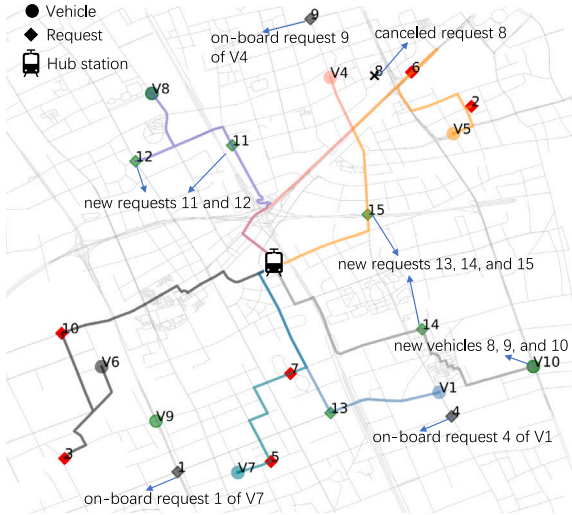 Vehicle
9
Request
on-board request 9
of V4
canceled request 8
Hub station
V4
8
6
V8
2
V5
11
12
new requests 11 and 12
15
new requests 13, 14, and 15
14
10
new vehicles 8, 9, and 10
V6
7
V10
V1
13
4
V9
on-board request 4 of V1
3
5
1
V7
on-board request 1 of V7